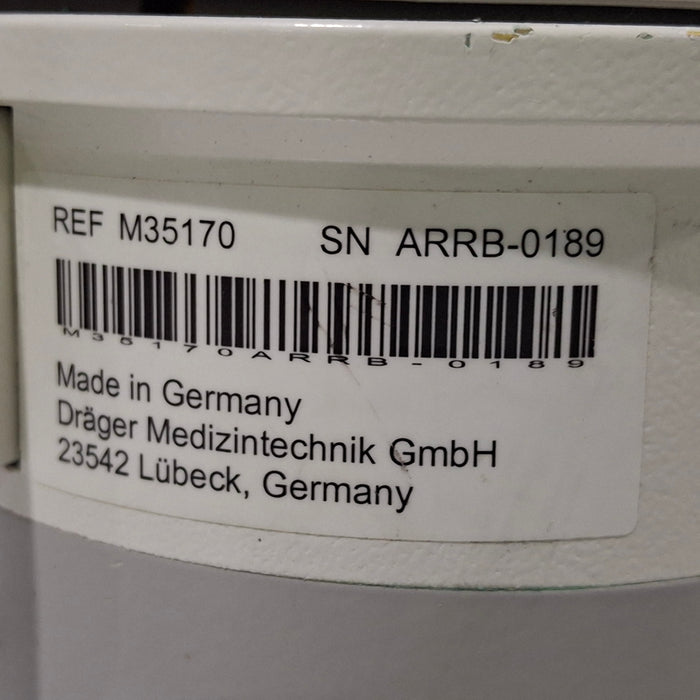 REF M35170 SN ARRB-0189
M35170ARRB-0189
Made in Germany
Dräger Medizintechnik GmbH
23542 Lübeck, Germany